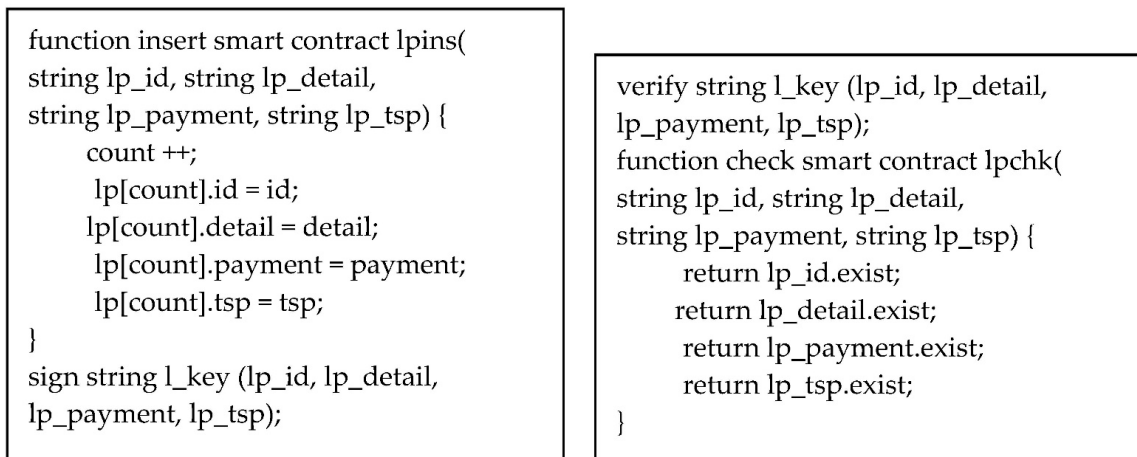 function insert smart contract lpins(
string lp_id, string lp_detail,
string lp_payment, string lp_tsp) {
count ++;
lp[count].id = id;
lp[count].detail = detail;
lp[count].payment = payment;
lp[count].tsp = tsp;
}
sign string l_key (lp_id, lp_detail,
lp_payment, lp_tsp);
verify string l_key (lp_id, lp_detail,
lp_payment, lp_tsp);
function check smart contract lpchk(
string lp_id, string lp_detail,
string lp_payment, string lp_tsp) {
return lp_id.exist;
return lp_detail.exist;
return lp_payment.exist;
return lp_tsp.exist;
}